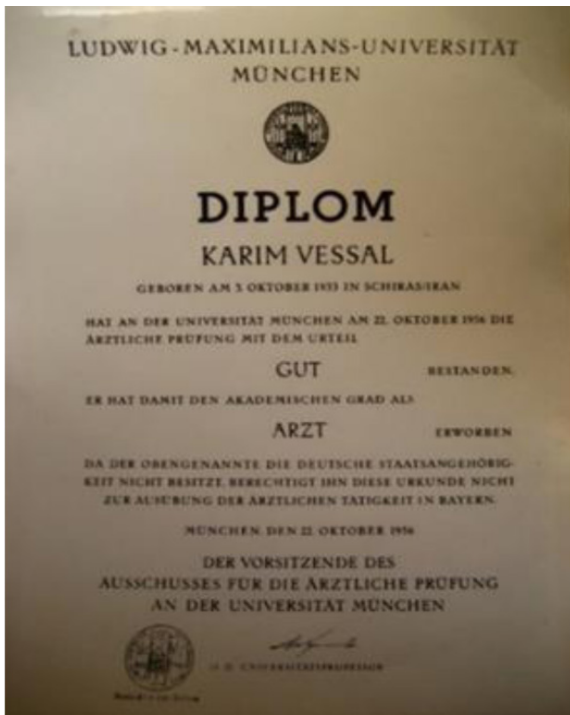 LUDWIG-MAXIMILIANS-UNIVERSITÄT
MÜNCHEN
DIPLOM
KARIM VESSAL
GEBOREN AM OKTOBER 1933 IN SCHIRAS/IRAN
HAT AN DER UNIVERSITÄT MÜNCHEN AM 22. OKTOBER 1956 DIE
ÄRZTLICHE PRÜFUNG MIT DEM URTEIL
GUT BESTANDEN.
ER HAT DAMIT DEN AKADEMISCHEN GRAD ALS
ARZT ERWORBEN
DA DER OBENGENANNTE DIE DEUTSCHE STAATSANGEHÖRIG-
KEIT NICHT BESITZT, BERECHTIGT IHN DIESE URKUNDE NICHT
ZUR AUSÜBUNG DER ÄRZTLICHEN TÄTIGKEIT IN BAYERN.
MÜNCHEN, DEN 22. OKTOBER 1956
DER VORSITZENDE DES
AUSSCHUSSES FÜR DIE ÄRZTLICHE PRÜFUNG
AN DER UNIVERSITÄT MÜNCHEN
UNIVERSITÄTSPROFESSOR